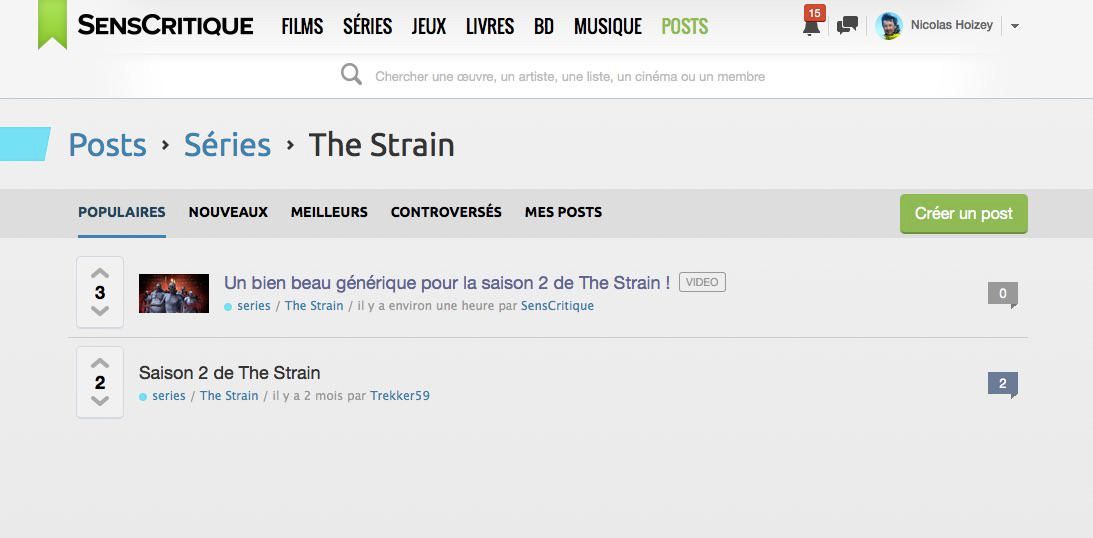 SENSCRITIQUE FILMS SÉRIES JEUX LIVRES BD MUSIQUE POSTS 15 Nicolas Hoizey
Chercher une œuvre, un artiste, une liste, un cinéma ou un membre
Posts › Séries › The Strain
POPULAIRES NOUVEAUX MEILLEURS CONTROVERSÉS MES POSTS Créer un post
3 Un bien beau générique pour la saison 2 de The Strain ! VIDEO 0
series / The Strain / il y a environ une heure par SensCritique
2 Saison 2 de The Strain 2
series / The Strain / il y a 2 mois par Trekker59